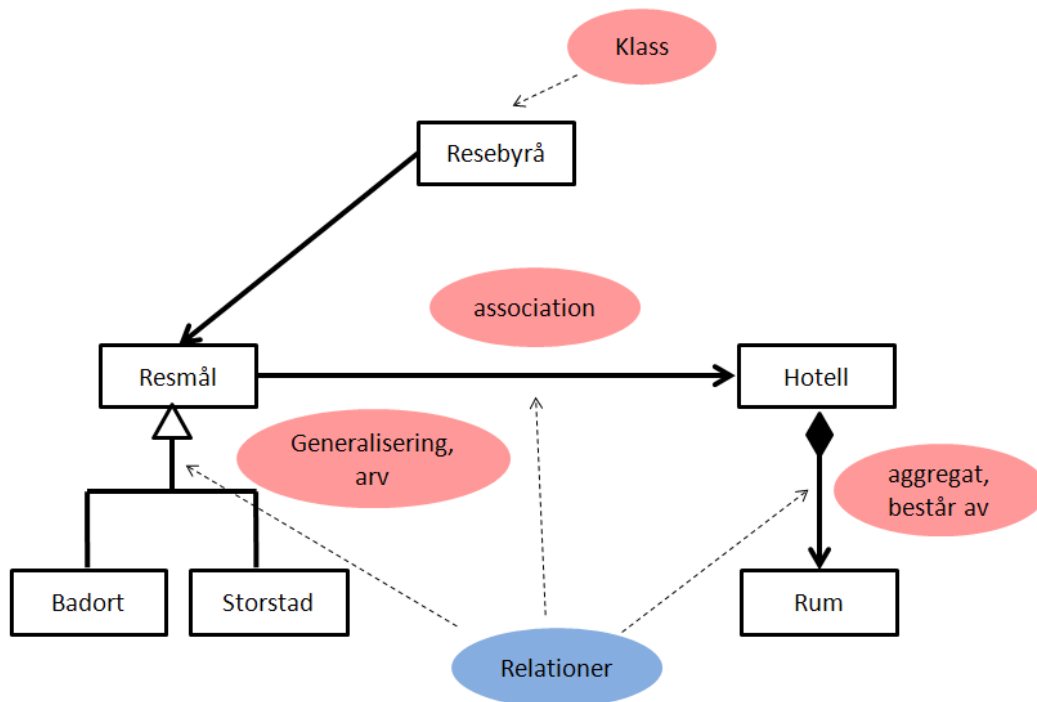 Klass
Resebyrå
association
Resmål
Hotell
Generalisering,
arv
aggregat,
består av
Badort
Storstad
Rum
Relationer